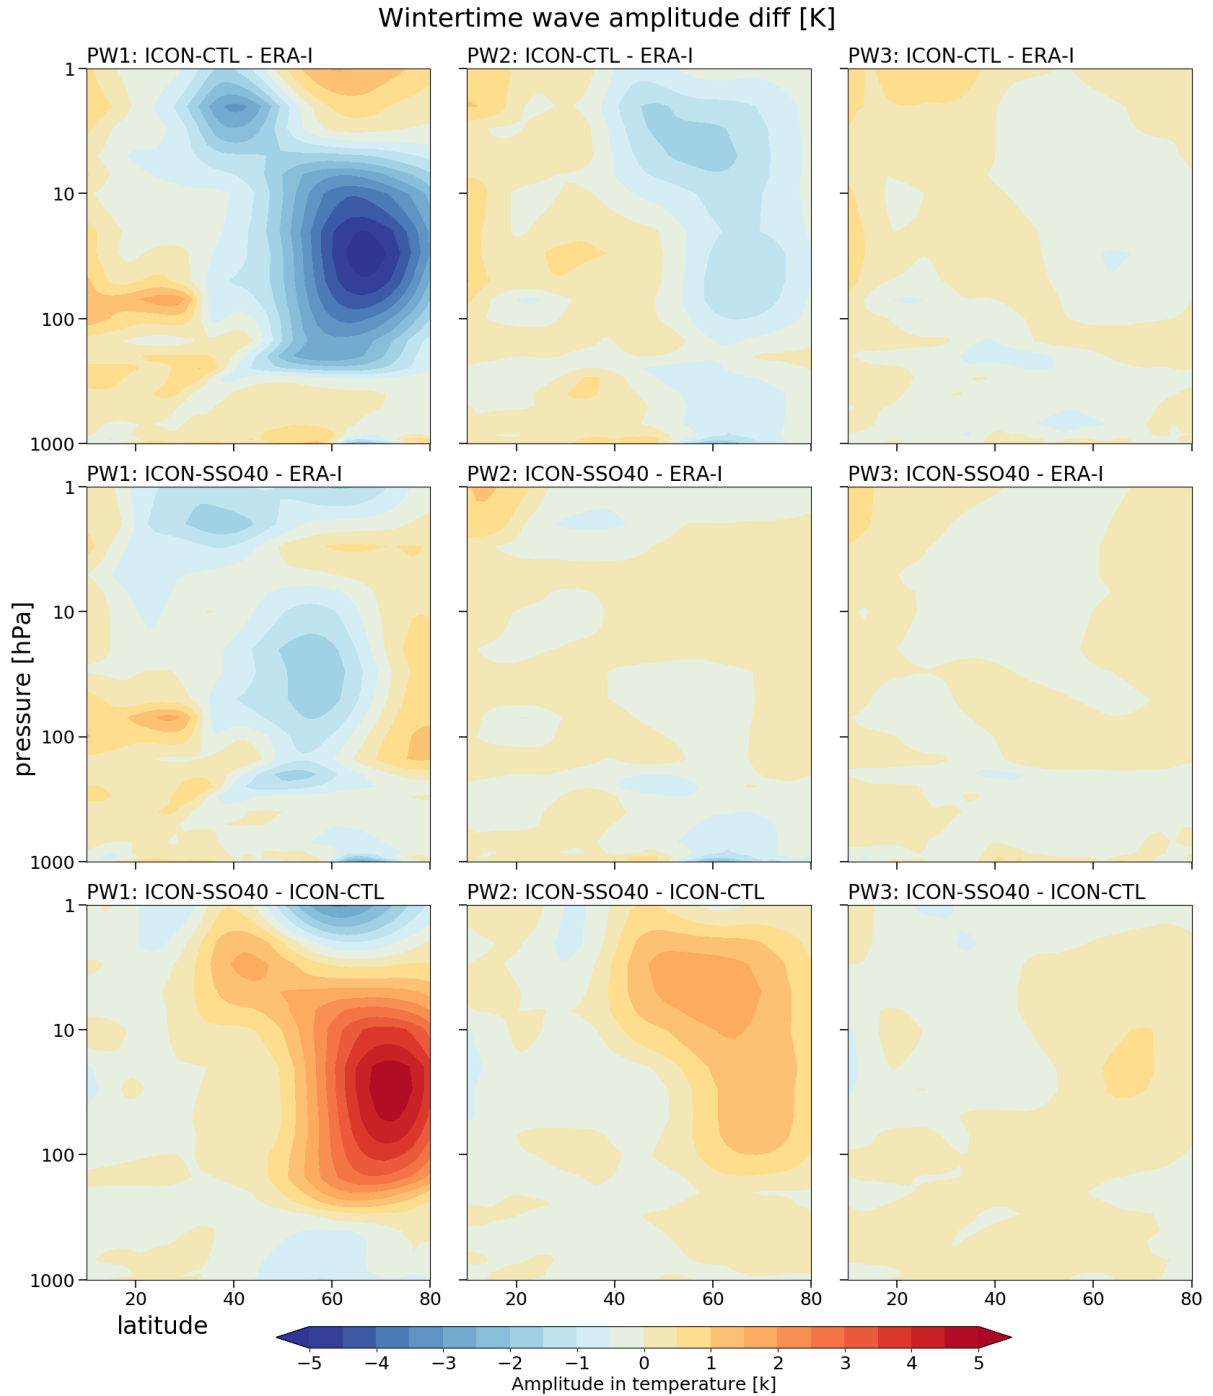 Wintertime wave amplitude diff [K]
PW1: ICON-CTL - ERA-I
PW2: ICON-CTL - ERA-I
PW3: ICON-CTL - ERA-I
1
10
100
1000
PW1: ICON-SSO40 - ERA-I
PW2: ICON-SSO40 - ERA-I
PW3: ICON-SSO40 - ERA-I
1
10
100
1000
pressure [hPa]
PW1: ICON-SSO40 - ICON-CTL
PW2: ICON-SSO40 - ICON-CTL
PW3: ICON-SSO40 - ICON-CTL
1
10
100
1000
20 40 60 80
20 40 60 80
20 40 60 80
latitude
−5 −4 −3 −2 −1 0 1 2 3 4 5
Amplitude in temperature [k]